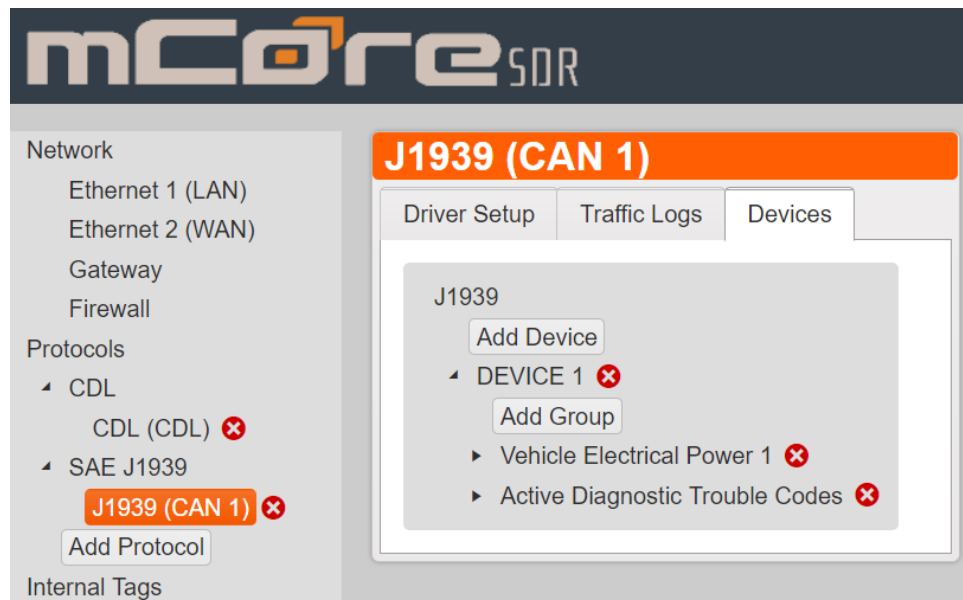 mCore SDR
Network
Ethernet 1 (LAN)
Ethernet 2 (WAN)
Gateway
Firewall
Protocols
CDL
CDL (CDL)
SAE J1939
J1939 (CAN 1)
Add Protocol
Internal Tags
J1939 (CAN 1)
Driver Setup Traffic Logs Devices
J1939
Add Device
DEVICE 1
Add Group
Vehicle Electrical Power 1
Active Diagnostic Trouble Codes